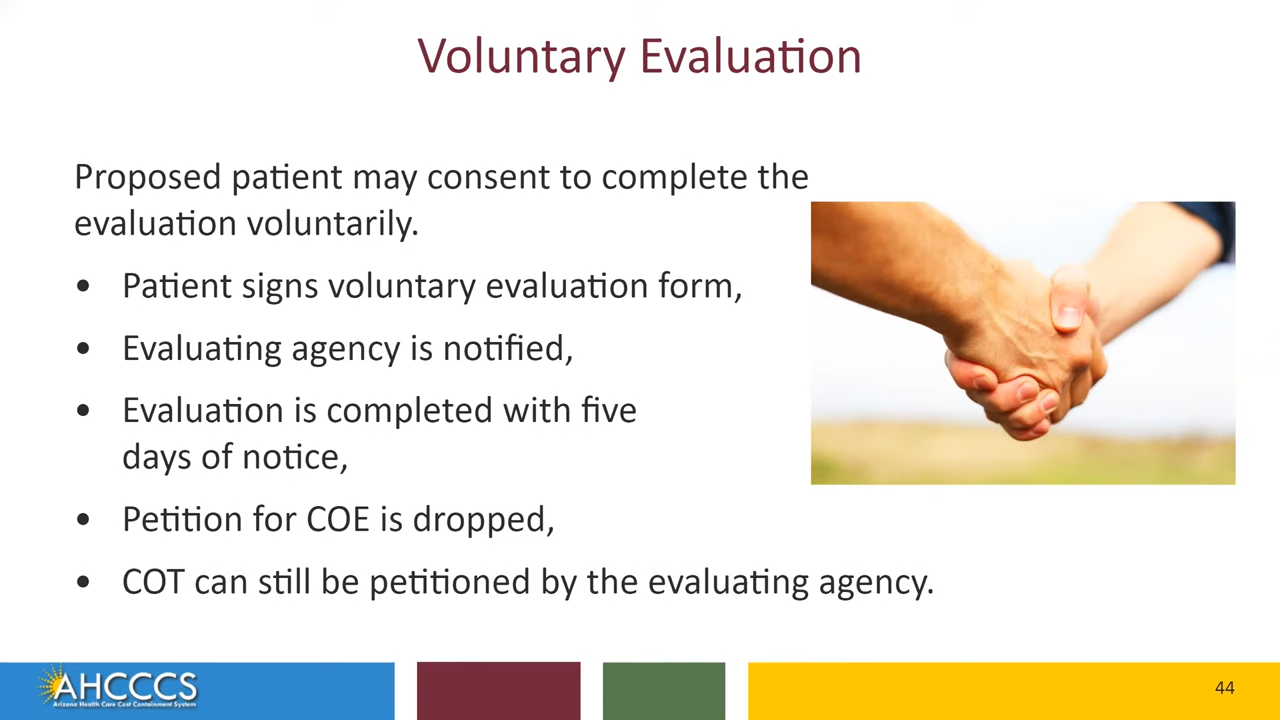 Voluntary Evaluation
Proposed patient may consent to complete the
evaluation voluntarily.
• Patient signs voluntary evaluation form,
• Evaluating agency is notified,
• Evaluation is completed with five
days of notice,
• Petition for COE is dropped,
• COT can still be petitioned by the evaluating agency.
AHCCCS
Arizona Health Care Cost Containment System
44